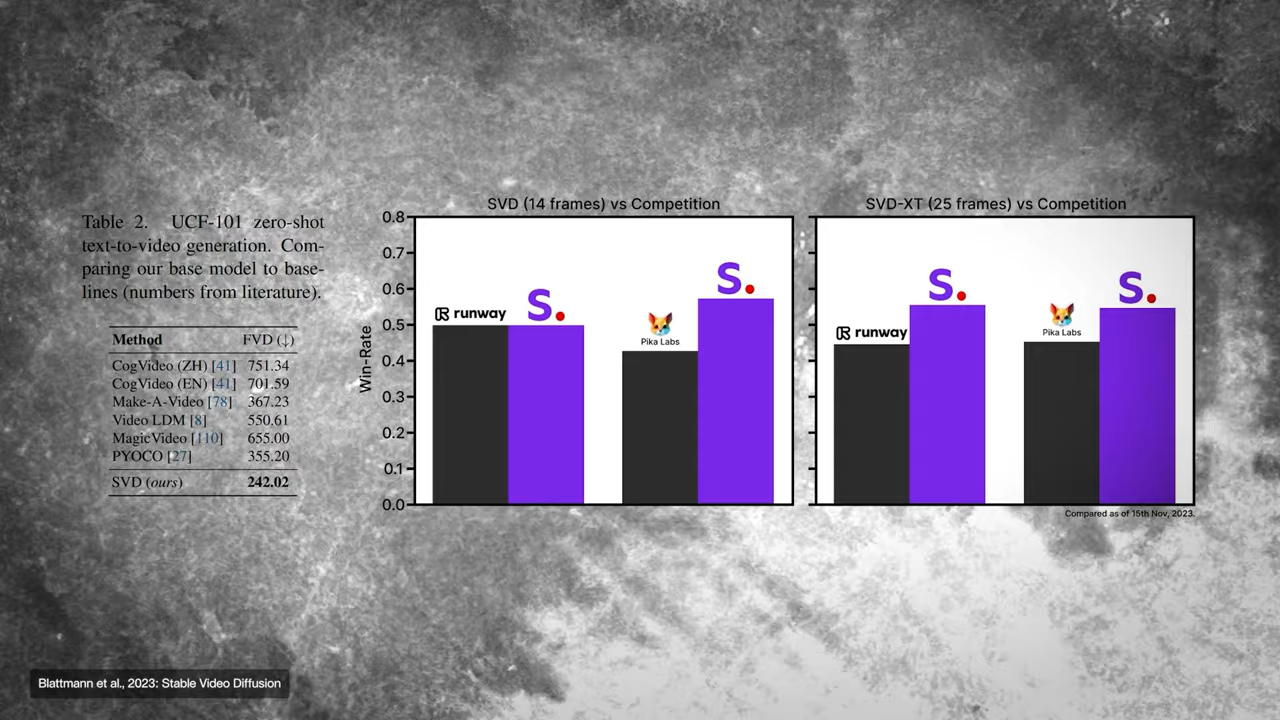 Table 2. UCF-101 zero-shot
text-to-video generation. Com-
paring our base model to base-
lines (numbers from literature).
Method FVD (↓)
CogVideo (ZH) [41] 751.34
CogVideo (EN) [41] 701.59
Make-A-Video [78] 367.23
Video LDM [8] 550.61
MagicVideo [110] 655.00
PYOCO [27] 355.20
SVD (ours) 242.02
SVD (14 frames) vs Competition
Win-Rate
0.8
0.7
0.6
0.5
0.4
0.3
0.2
0.1
0.0
runway
S.
Pika Labs
S.
SVD-XT (25 frames) vs Competition
runway
S.
Pika Labs
S.
Compared as of 15th Nov, 2023.
Blattmann et al., 2023: Stable Video Diffusion